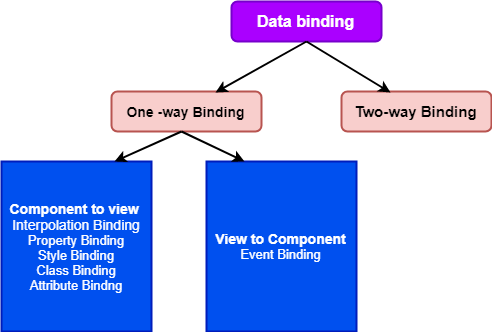 Data binding
One -way Binding
Two-way Binding
Component to view
Interpolation Binding
Property Binding
Style Binding
Class Binding
Attribute Bindng
View to Component
Event Binding